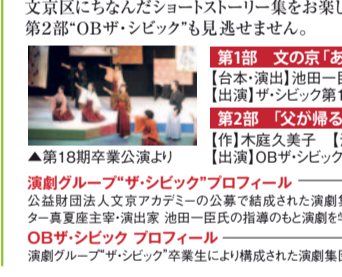 文京区にちなんだショートストーリー集をお楽し
第2部“OBザ・シビック”も見逃せません。
第1部 文の京「あ
【台本・演出】池田一臣
【出演】ザ・シビック第1
第2部 「父が帰る
【作】木庭久美子 【
【出演】OBザ・シビック
▲第18期卒業公演より
演劇グループ“ザ・シビック”プロフィール
公益財団法人文京アカデミーの公募で結成された演劇集
ター真夏座主宰・演出家 池田一臣氏の指導のもと演劇を
OBザ・シビック プロフィール
演劇グループ“ザ・シビック”卒業生により構成された演劇集団